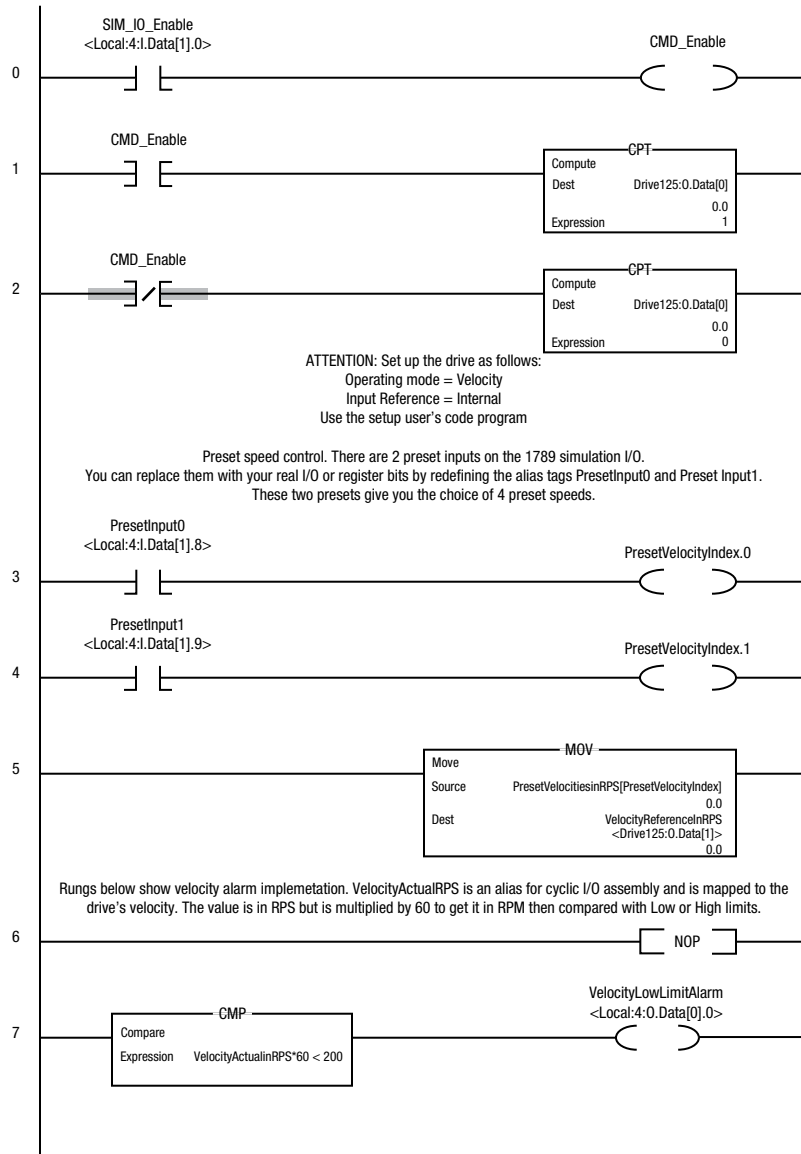 SIM_IO_Enable
<Local:4:I.Data[1].0>
CMD_Enable
0
CMD_Enable
1
CPT
Compute
Dest Drive125:O.Data[0]
0.0
Expression 1
CMD_Enable
2
CPT
Compute
Dest Drive125:O.Data[0]
0.0
Expression 0
ATTENTION: Set up the drive as follows:
Operating mode = Velocity
Input Reference = Internal
Use the setup user's code program
Preset speed control. There are 2 preset inputs on the 1789 simulation I/O.
You can replace them with your real I/O or register bits by redefining the alias tags PresetInput0 and Preset Input1.
These two presets give you the choice of 4 preset speeds.
PresetInput0
<Local:4:I.Data[1].8>
PresetVelocityIndex.0
3
PresetInput1
<Local:4:I.Data[1].9>
PresetVelocityIndex.1
4
MOV
5
Move
Source PresetVelocitiesinRPS[PresetVelocityIndex]
0.0
Dest VelocityReferenceInRPS
<Drive125:O.Data[1]>
0.0
Rungs below show velocity alarm implemetation. VelocityActualRPS is an alias for cyclic I/O assembly and is mapped to the
drive's velocity. The value is in RPS but is multiplied by 60 to get it in RPM then compared with Low or High limits.
6
NOP
VelocityLowLimitAlarm
<Local:4:O.Data[0].0>
CMP
7
Compare
Expression VelocityActualinRPS*60 < 200